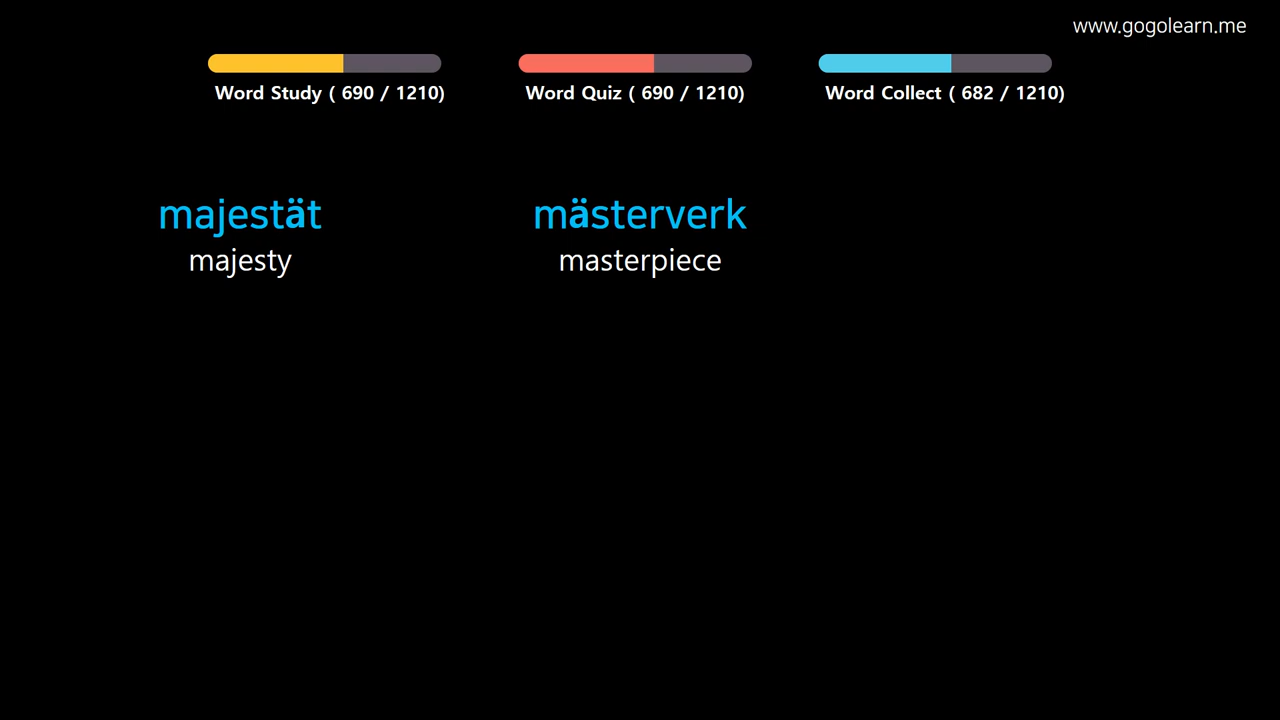 www.gogolearn.me
Word Study ( 690 / 1210)
Word Quiz ( 690 / 1210)
Word Collect ( 682 / 1210)
majestät
majesty
mästerverk
masterpiece